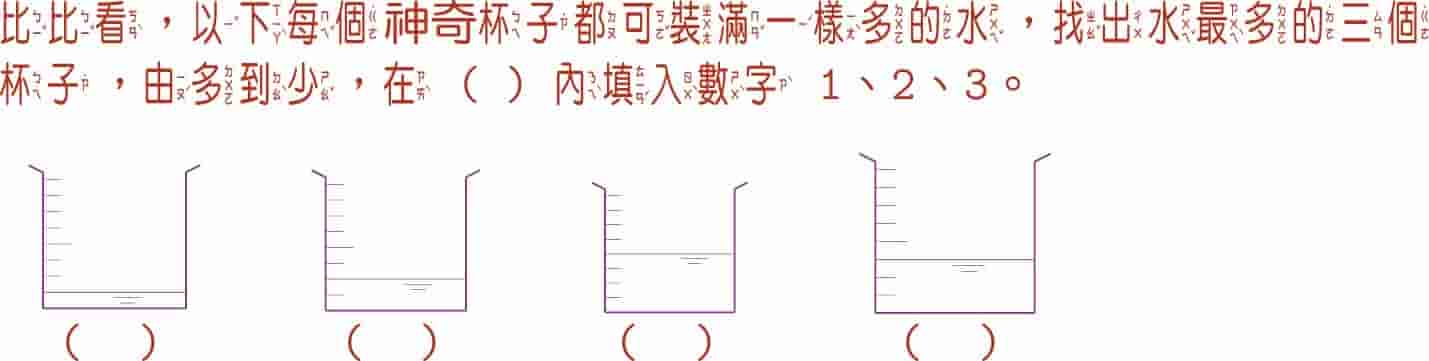 比比看，以下每個神奇杯子都可裝滿一樣多的水，找出水最多的三個
杯子，由多到少，在（ ）內填入數字 1、2、3。
( ) ( ) ( ) ( )